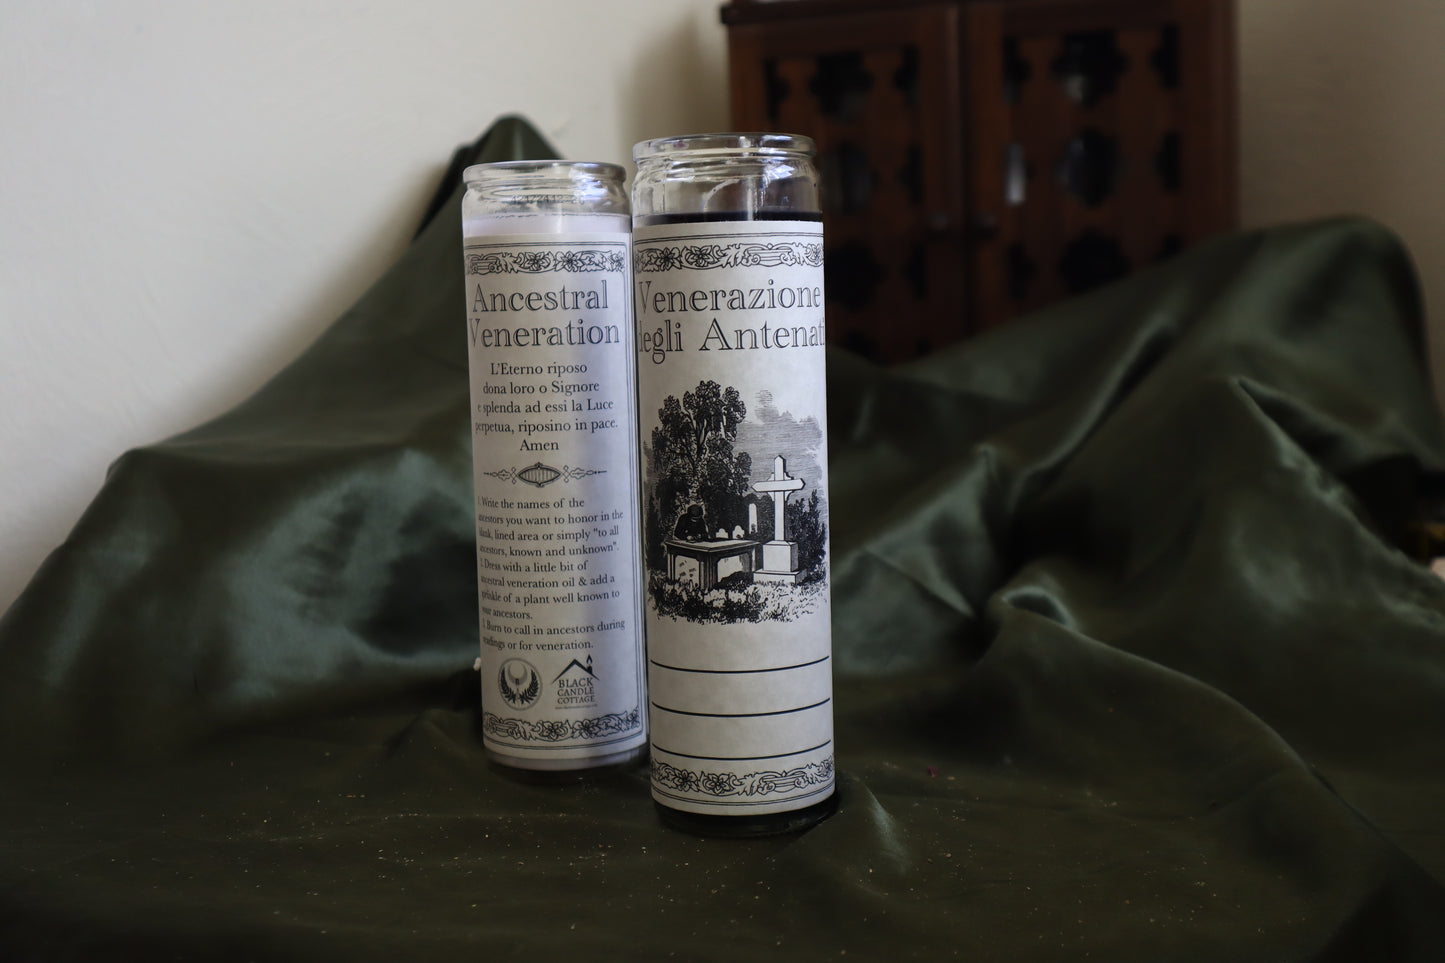 Ancestral
Veneration
L'Eterno riposo
dona loro o Signore
e splenda ad essi la Luce
perpetua, riposino in pace.
Amen
1. Write the names of the
ancestors you want to honor in the
blank, lined area or simply "to all
ancestors, known and unknown".
2. Dress with a little bit of
ancestral veneration oil & add a
sprinkle of a plant well known to
your ancestors.
3. Burn to call in ancestors during
readings or for veneration.
BLACK
CANDLE
COTTAGE
Venerazione
degli Antenati